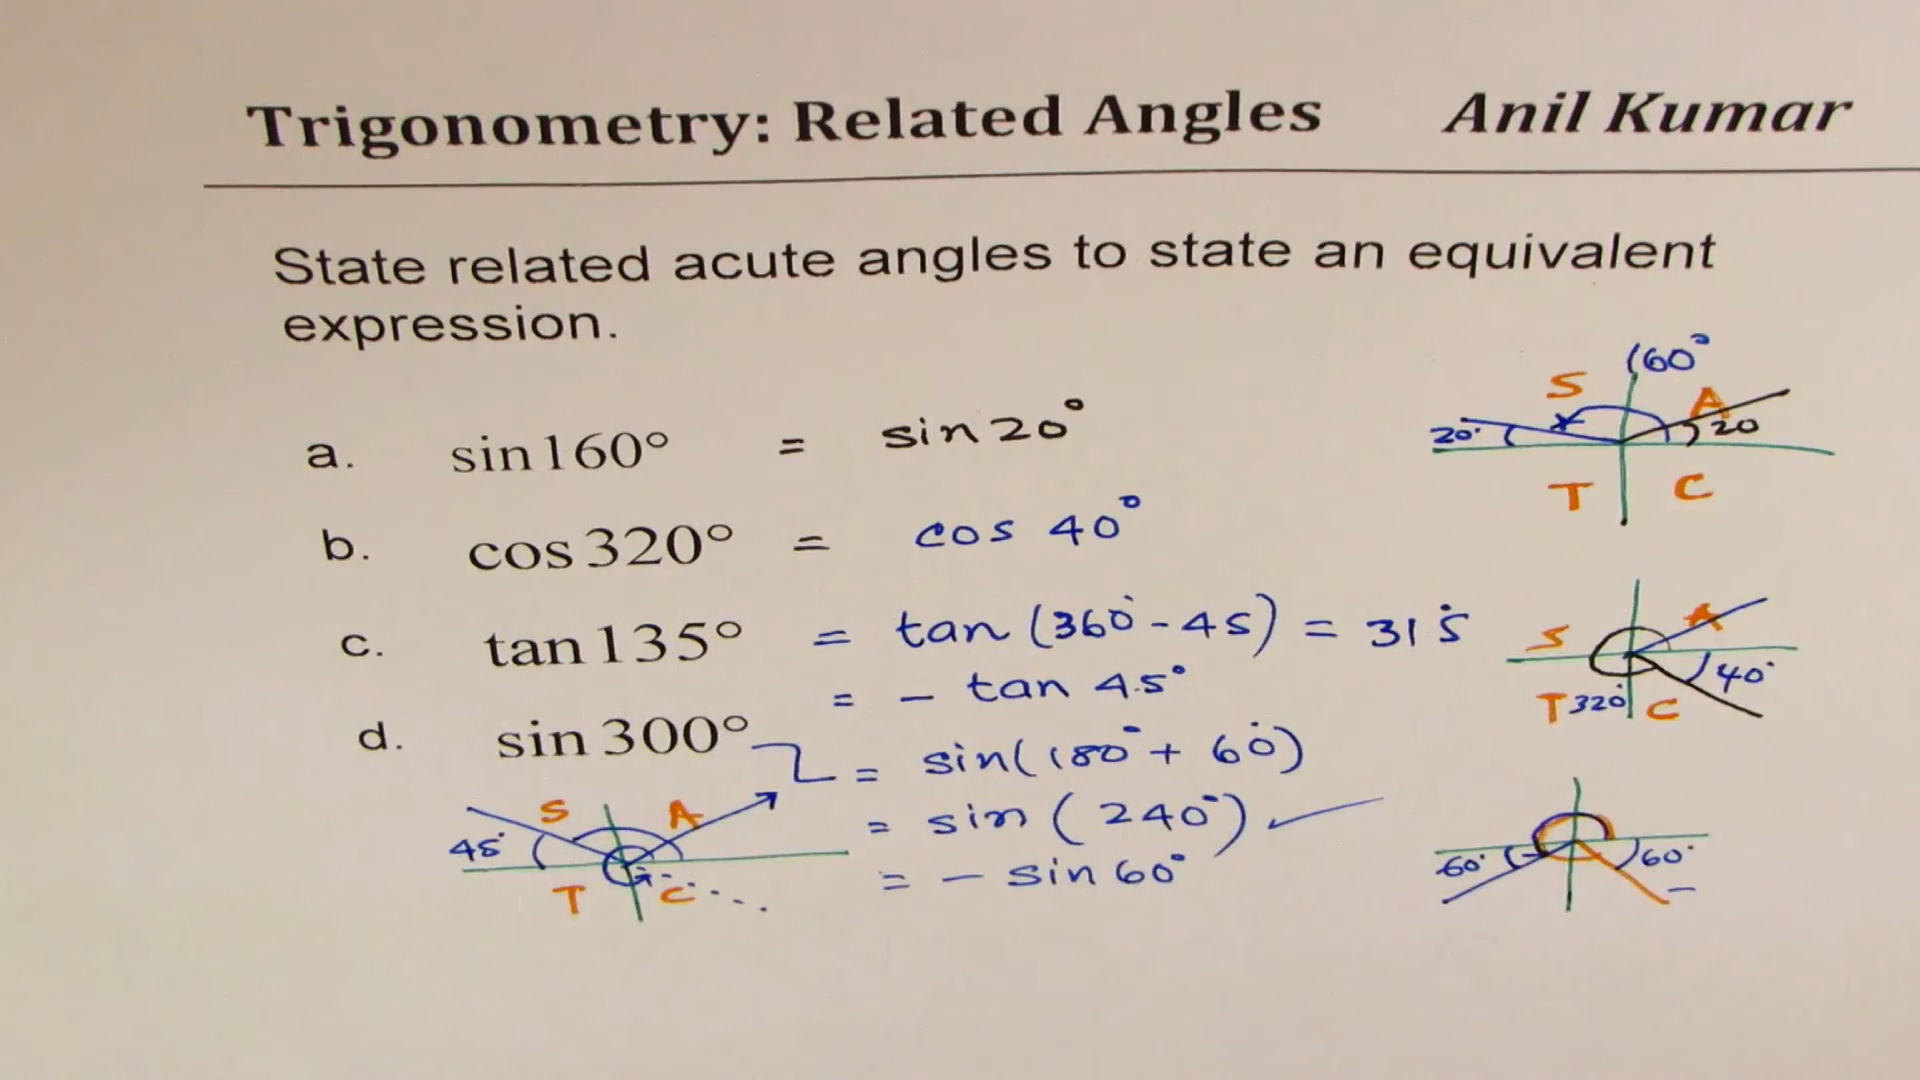 Trigonometry: Related Angles Anil Kumar
State related acute angles to state an equivalent
expression.
a. sin160° = sin 20°
b. cos320° = cos 40°
c. tan135° = tan (360° - 45) = 315°
= - tan 45°
d. sin300° = sin(180° + 60°)
= sin (240°)
= - sin 60°
160°
S A
20° 20
T C
S A
40°
T 320° C
S A
45°
T C
60° 60°